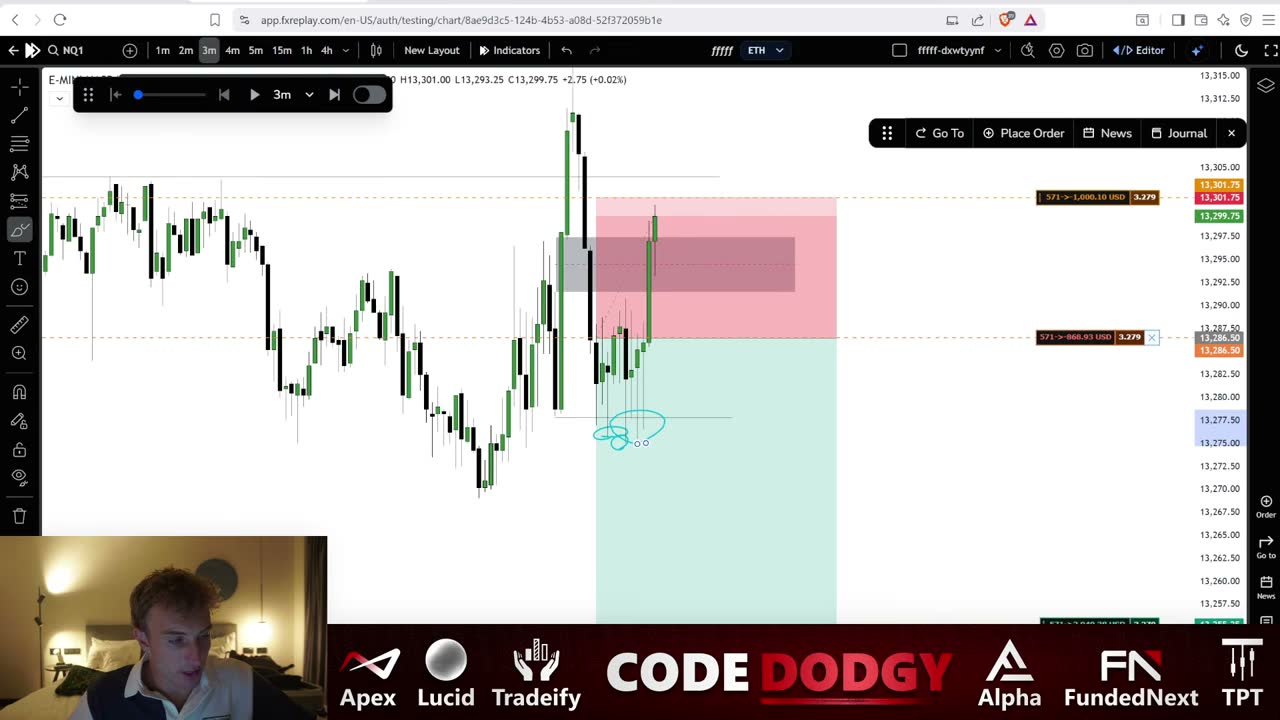 app.fxreplay.com/en-US/auth/testing/chart/8ae9d3c5-124b-4b53-a08d-52f372059b1e
NQ1 1m 2m 3m 4m 5m 15m 1h 4h New Layout Indicators fffff ETH fffff-dxwtyynf Editor
H13,301.00 L13,293.25 C13,299.75 +2.75 (+0.02%)
3m
Go To Place Order News Journal
13,315.00
13,312.50
13,305.00
13,301.75
571->-1,000.10 USD 3.279 13,301.75
13,299.75
13,297.50
13,295.00
13,292.50
13,290.00
13,287.50
571->-868.93 USD 3.279 13,286.50
13,286.50
13,282.50
13,280.00
13,277.50
13,275.00
13,272.50
13,270.00
13,267.50
13,265.00
13,262.50
13,260.00
13,257.50
Order
Go to
News
CODE DODGY
Apex Lucid Tradeify Alpha FundedNext TPT